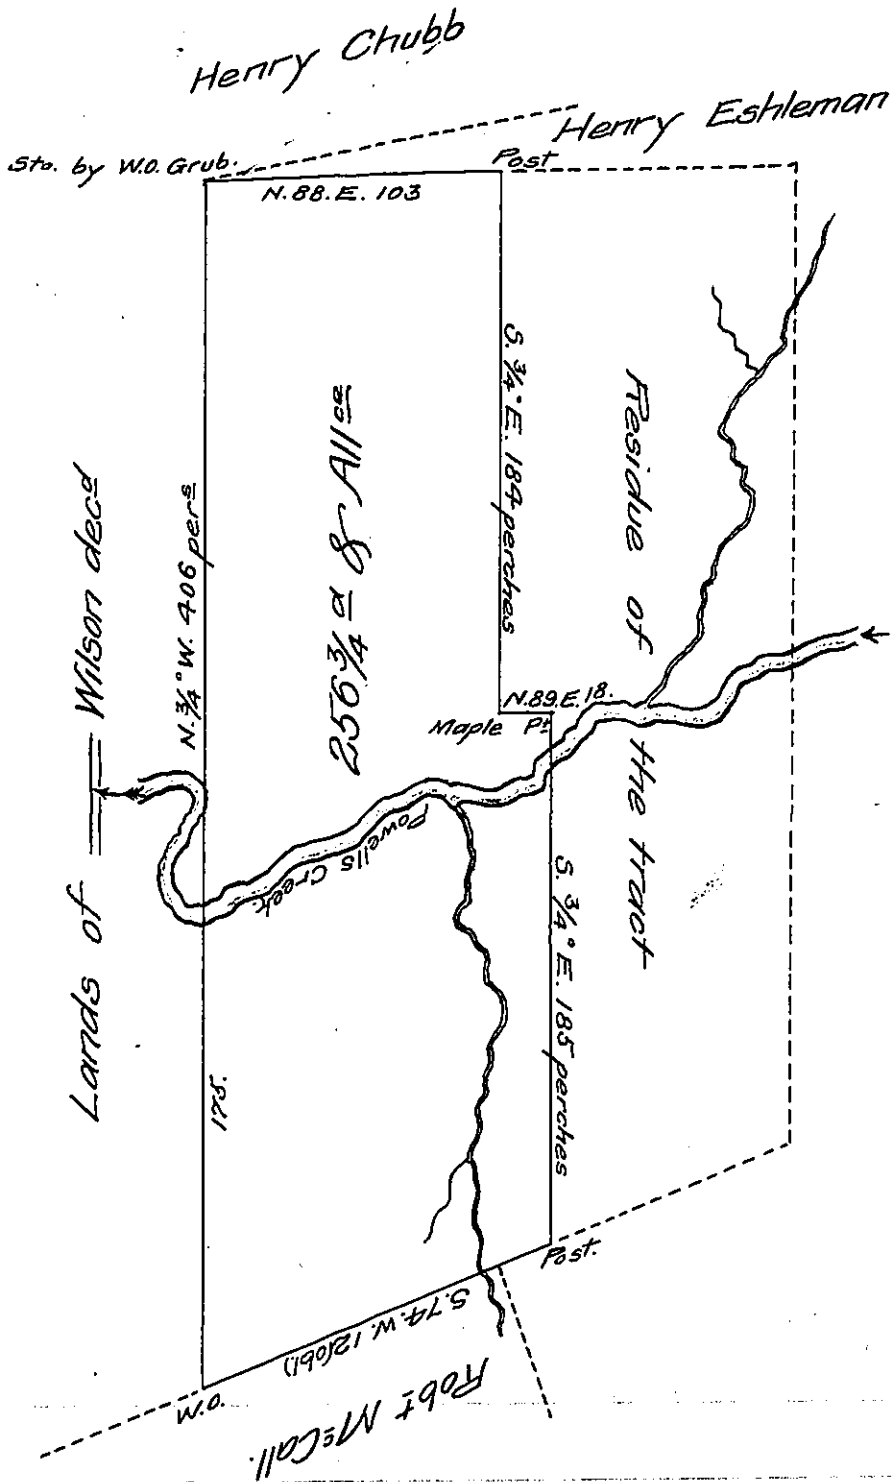 Henry Chubb
Henry Eshleman
Sto. by W.O. Grub.
Post
N. 88. E. 103
S. ¾° E. 184 perches
Residue of the tract
256 ¾ a & All ce
N. ¾° W. 406 pers
Lands of == Wilson decd
N. 89. E. 18.
Maple Pt
Powells Creek
S. ¾° E. 185 perches
175.
Post.
S. 74. W. 12(obl)
W.O.
Robt McCall.